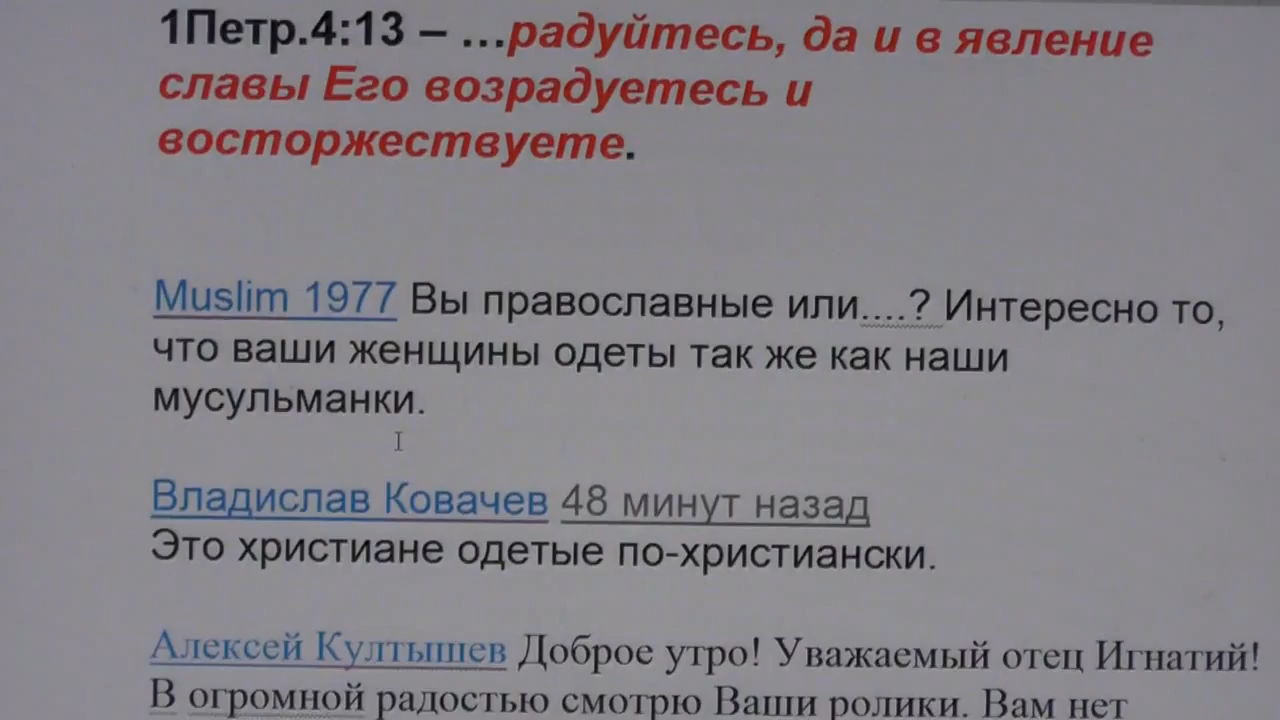 1Петр.4:13 – …радуйтесь, да и в явление
славы Его возрадуетесь и
восторжествуете.
Muslim 1977 Вы православные или....? Интересно то,
что ваши женщины одеты так же как наши
мусульманки.
Владислав Ковачев 48 минут назад
Это христиане одетые по-христиански.
Алексей Култышев Доброе утро! Уважаемый отец Игнатий!
В огромной радостью смотрю Ваши ролики. Вам нет